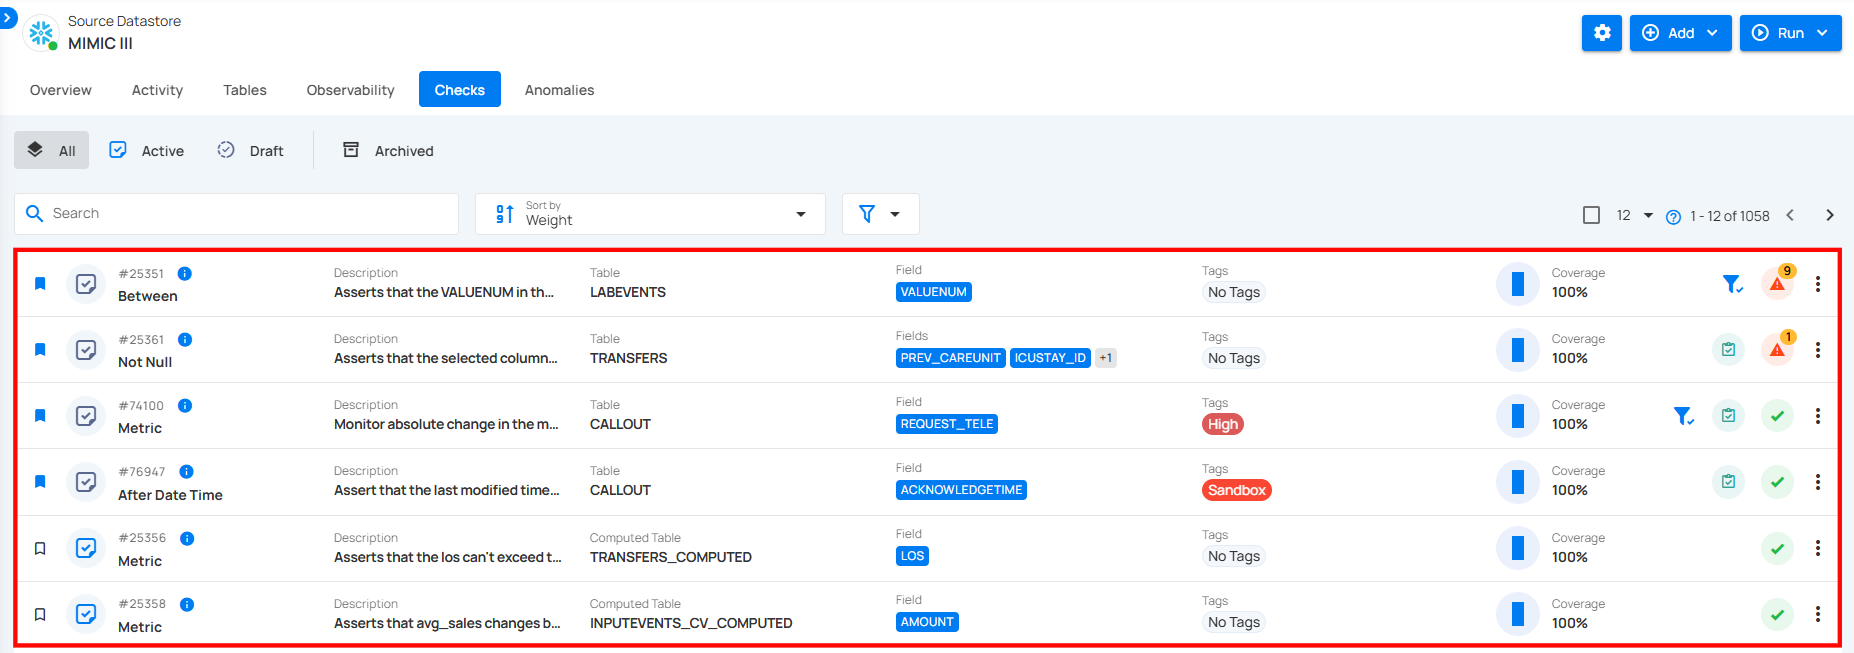 Source Datastore
MIMIC III
Add
Run
Overview
Activity
Tables
Observability
Checks
Anomalies
All
Active
Draft
Archived
Search
Sort by
Weight
12
1 - 12 of 1058
#25351
Between
Description
Asserts that the VALUENUM in th...
Table
LABEVENTS
Field
VALUENUM
Tags
No Tags
Coverage
100%
9
#25361
Not Null
Description
Asserts that the selected column...
Table
TRANSFERS
Fields
PREV_CAREUNIT ICUSTAY_ID +1
Tags
No Tags
Coverage
100%
1
#74100
Metric
Description
Monitor absolute change in the m...
Table
CALLOUT
Field
REQUEST_TELE
Tags
High
Coverage
100%
#76947
After Date Time
Description
Assert that the last modified time...
Table
CALLOUT
Field
ACKNOWLEDGETIME
Tags
Sandbox
Coverage
100%
#25356
Metric
Description
Asserts that the los can't exceed t...
Computed Table
TRANSFERS_COMPUTED
Field
LOS
Tags
No Tags
Coverage
100%
#25358
Metric
Description
Asserts that avg_sales changes b...
Computed Table
INPUTEVENTS_CV_COMPUTED
Field
AMOUNT
Tags
No Tags
Coverage
100%